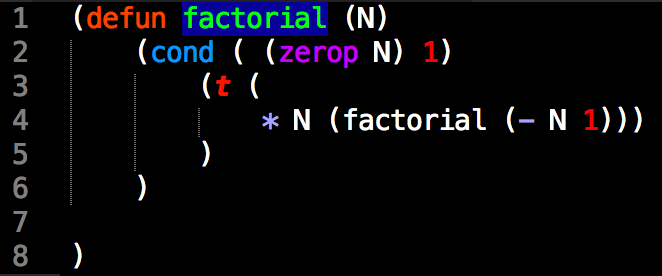 1 (defun factorial (N)
2     (cond ( (zerop N) 1)
3         (t (
4             * N (factorial (- N 1)))
5         )
6     )
7
8 )